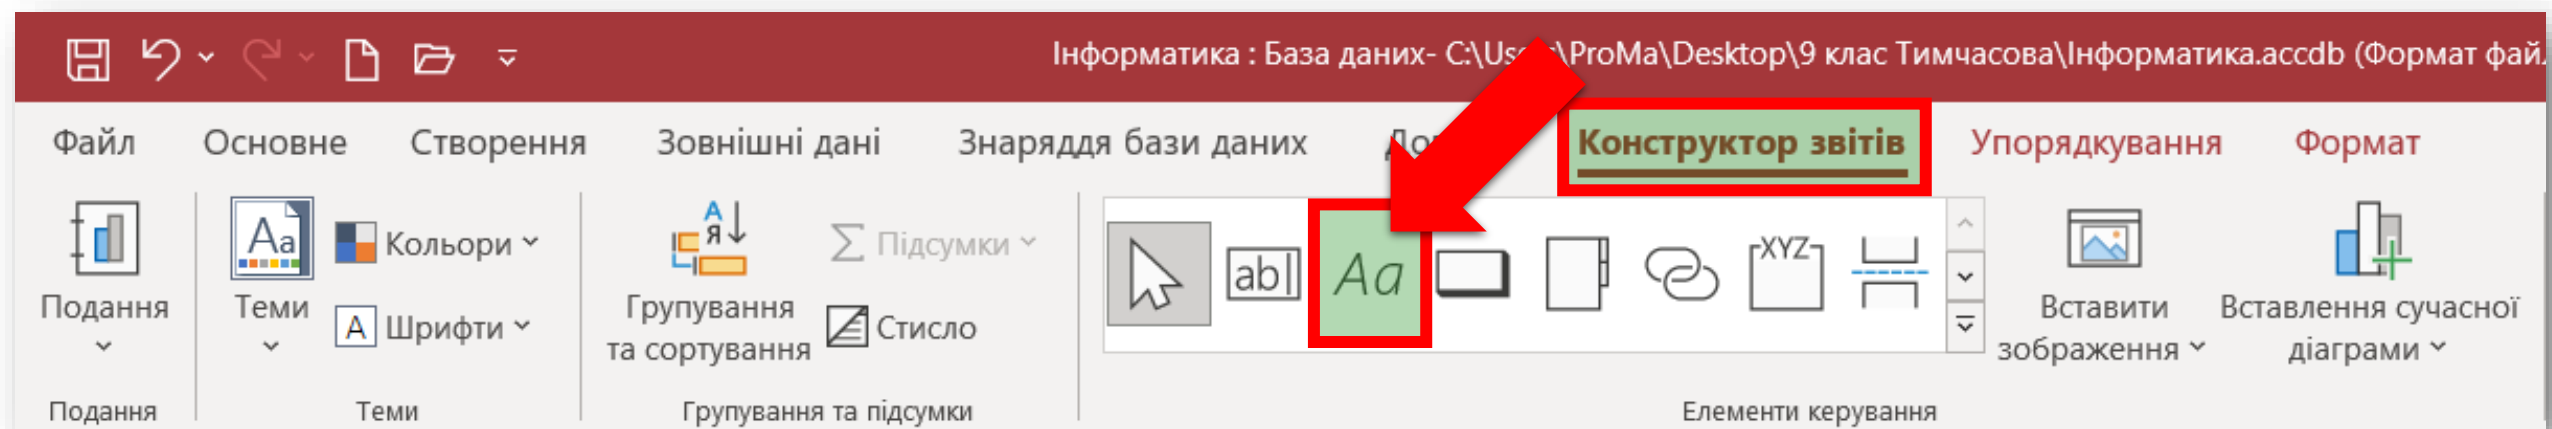 Інформатика : База даних- C:\Users\ProMa\Desktop\9 клас Тимчасова\Інформатика.accdb (Формат фай
Файл Основне Створення Зовнішні дані Знаряддя бази даних Конструктор звітів Упорядкування Формат
Aa Кольори
А Шрифти
Подання
Теми
А
Я
Групування
та сортування
Σ Підсумки
Стисло
ab
Aa
XYZ
Вставити
зображення
Вставлення сучасної
діаграми
Подання Теми Групування та підсумки Елементи керування